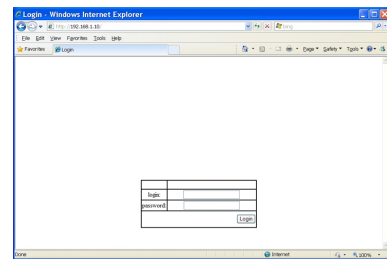 Login - Windows Internet Explorer
http://192.168.1.10/
Bing
File Edit View Favorites Tools Help
Favorites Login Page Safety Tools
login:
password:
Login
Done Internet 100%